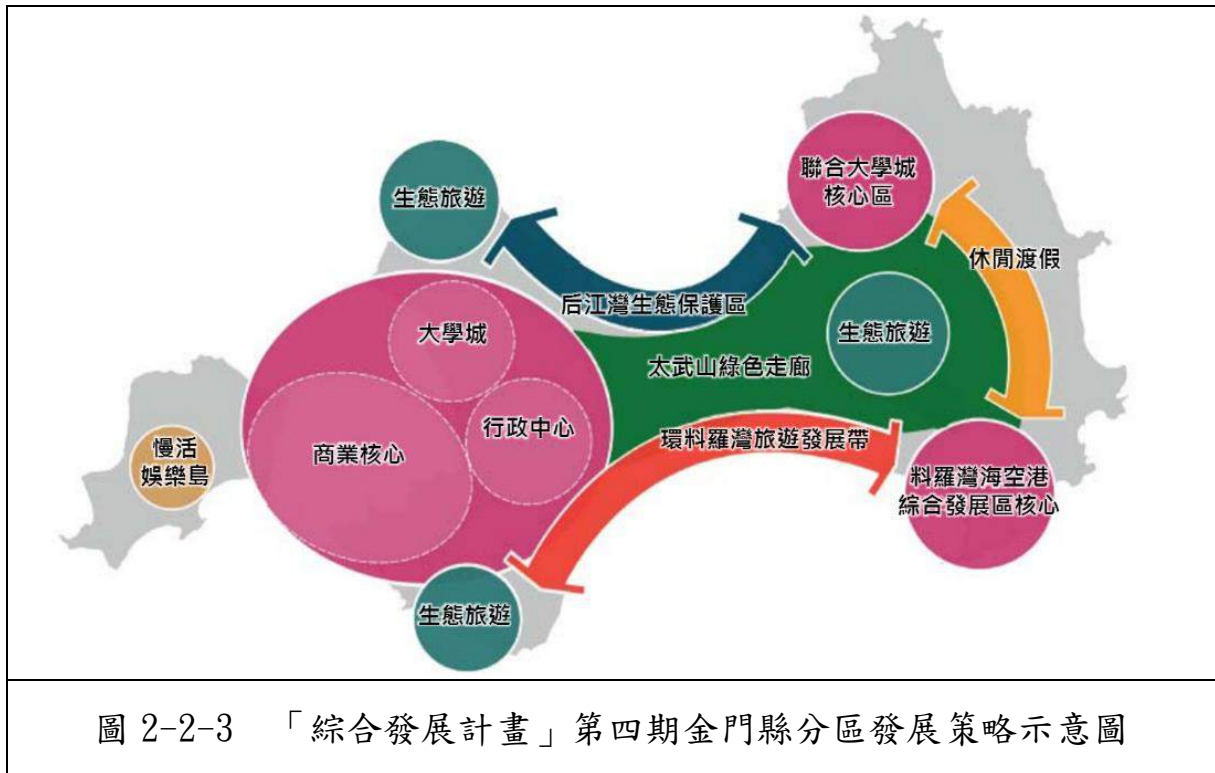 聯合大學城
核心區
生態旅遊
休閒渡假
后江灣生態保護區
大學城
生態旅遊
太武山綠色走廊
行政中心
環料羅灣旅遊發展帶
商業核心
慢活
娛樂島
料羅灣海空港
綜合發展區核心
生態旅遊
圖 2-2-3 「綜合發展計畫」第四期金門縣分區發展策略示意圖